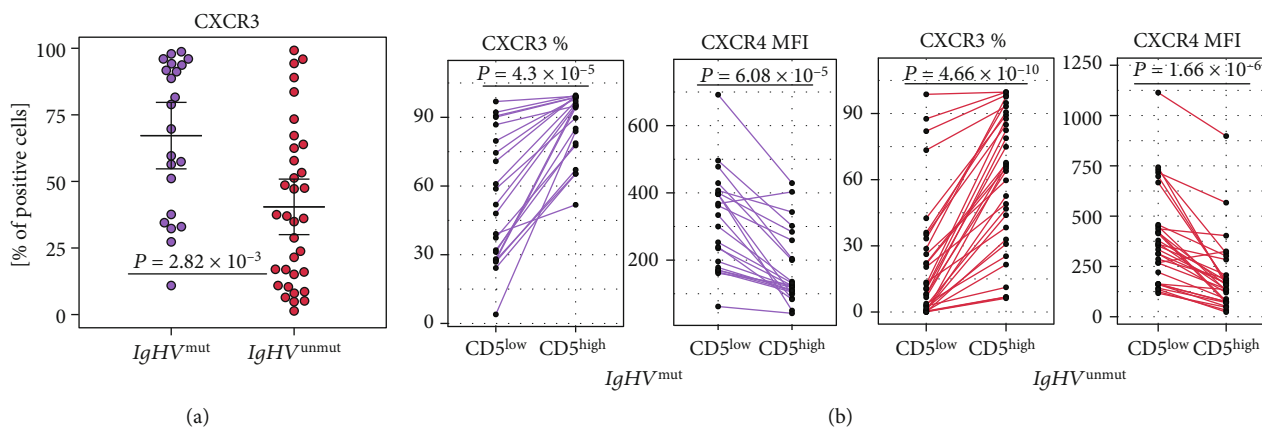 (a)
CXCR3
[% of positive cells]
100
75
50
25
0
P = 2.82 × 10⁻³
IgHVᵐᵘᵗ
IgHVᵘⁿᵐᵘᵗ
(a)
CXCR3 %
P = 4.3 × 10⁻⁵
90
60
30
0
CD5ˡᵒʷ
CD5ʰⁱᵍʰ
CXCR4 MFI
P = 6.08 × 10⁻⁵
600
400
200
CD5ˡᵒʷ
CD5ʰⁱᵍʰ
IgHVᵐᵘᵗ
CXCR3 %
P = 4.66 × 10⁻¹⁰
90
60
30
0
CD5ˡᵒʷ
CD5ʰⁱᵍʰ
CXCR4 MFI
P = 1.66 × 10⁻⁶
1250
1000
750
500
250
0
CD5ˡᵒʷ
CD5ʰⁱᵍʰ
IgHVᵘⁿᵐᵘᵗ
(b)